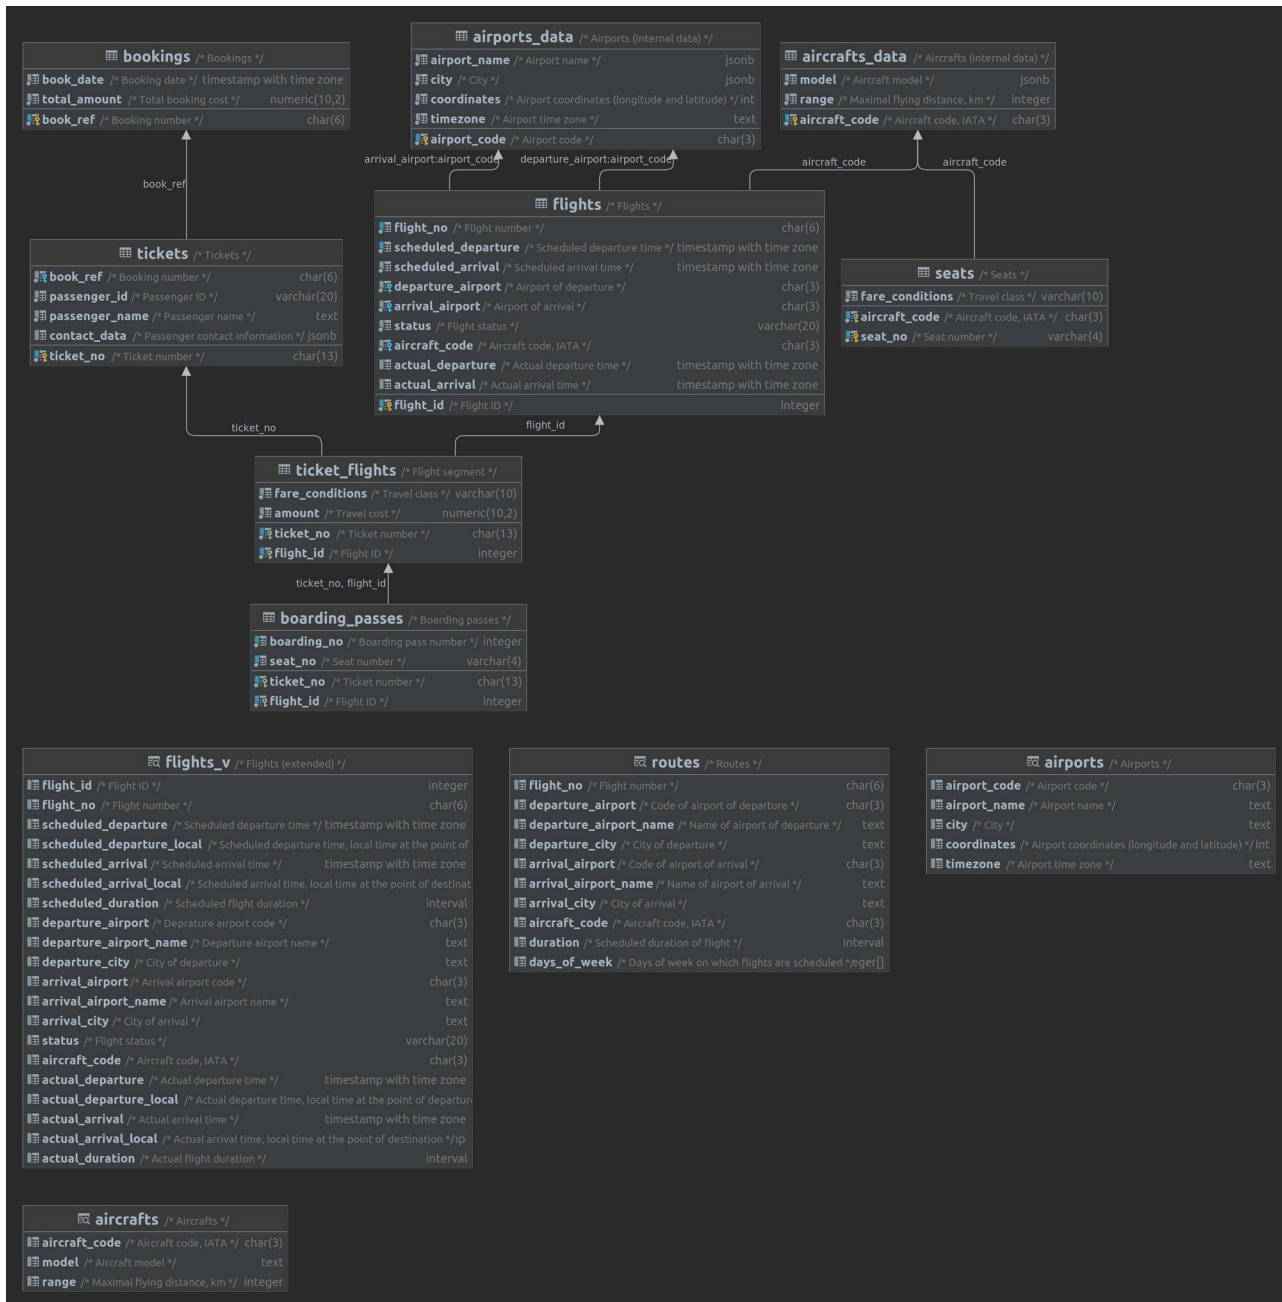 bookings /* Bookings */
book_date /* Booking date */ timestamp with time zone
total_amount /* Total booking cost */ numeric(10,2)
book_ref /* Booking number */ char(6)
airports_data /* Airports (internal data) */
airport_name /* Airport name */ jsonb
city /* City */ jsonb
coordinates /* Airport coordinates (longitude and latitude) */ int
timezone /* Airport time zone */ text
airport_code /* Airport code */ char(3)
aircrafts_data /* Aircrafts (internal data) */
model /* Aircraft model */ jsonb
range /* Maximal flying distance, km */ integer
aircraft_code /* Aircraft code, IATA */ char(3)
arrival_airport:airport_code
departure_airport:airport_code
aircraft_code
aircraft_code
book_ref
flights /* Flights */
flight_no /* Flight number */ char(6)
scheduled_departure /* Scheduled departure time */ timestamp with time zone
scheduled_arrival /* Scheduled arrival time */ timestamp with time zone
departure_airport /* Airport of departure */ char(3)
arrival_airport /* Airport of arrival */ char(3)
status /* Flight status */ varchar(20)
aircraft_code /* Aircraft code, IATA */ char(3)
actual_departure /* Actual departure time */ timestamp with time zone
actual_arrival /* Actual arrival time */ timestamp with time zone
flight_id /* Flight ID */ integer
tickets /* Tickets */
book_ref /* Booking number */ char(6)
passenger_id /* Passenger ID */ varchar(20)
passenger_name /* Passenger name */ text
contact_data /* Passenger contact information */ jsonb
ticket_no /* Ticket number */ char(13)
seats /* Seats */
fare_conditions /* Travel class */ varchar(10)
aircraft_code /* Aircraft code, IATA */ char(3)
seat_no /* Seat number */ varchar(4)
ticket_no
flight_id
ticket_flights /* Flight segment */
fare_conditions /* Travel class */ varchar(10)
amount /* Travel cost */ numeric(10,2)
ticket_no /* Ticket number */ char(13)
flight_id /* Flight ID */ integer
ticket_no, flight_id
boarding_passes /* Boarding passes */
boarding_no /* Boarding pass number */ integer
seat_no /* Seat number */ varchar(4)
ticket_no /* Ticket number */ char(13)
flight_id /* Flight ID */ integer
flights_v /* Flights (extended) */
flight_id /* Flight ID */ integer
flight_no /* Flight number */ char(6)
scheduled_departure /* Scheduled departure time */ timestamp with time zone
scheduled_departure_local /* Scheduled departure time, local time at the point of
scheduled_arrival /* Scheduled arrival time */ timestamp with time zone
scheduled_arrival_local /* Scheduled arrival time, local time at the point of destinat
scheduled_duration /* Scheduled flight duration */ interval
departure_airport /* Deprature airport code */ char(3)
departure_airport_name /* Departure airport name */ text
departure_city /* City of departure */ text
arrival_airport /* Arrival airport code */ char(3)
arrival_airport_name /* Arrival airport name */ text
arrival_city /* City of arrival */ text
status /* Flight status */ varchar(20)
aircraft_code /* Aircraft code, IATA */ char(3)
actual_departure /* Actual departure time */ timestamp with time zone
actual_departure_local /* Actual departure time, local time at the point of departur
actual_arrival /* Actual arrival time */ timestamp with time zone
actual_arrival_local /* Actual arrival time, local time at the point of destination */
actual_duration /* Actual flight duration */ interval
routes /* Routes */
flight_no /* Flight number */ char(6)
departure_airport /* Code of airport of departure */ char(3)
departure_airport_name /* Name of airport of departure */ text
departure_city /* City of departure */ text
arrival_airport /* Code of airport of arrival */ char(3)
arrival_airport_name /* Name of airport of arrival */ text
arrival_city /* City of arrival */ text
aircraft_code /* Aircraft code, IATA */ char(3)
duration /* Scheduled duration of flight */ interval
days_of_week /* Days of week on which flights are scheduled */eger[]
airports /* Airports */
airport_code /* Airport code */ char(3)
airport_name /* Airport name */ text
city /* City */ text
coordinates /* Airport coordinates (longitude and latitude) */ int
timezone /* Airport time zone */ text
aircrafts /* Aircrafts */
aircraft_code /* Aircraft code, IATA */ char(3)
model /* Aircraft model */ text
range /* Maximal flying distance, km */ integer